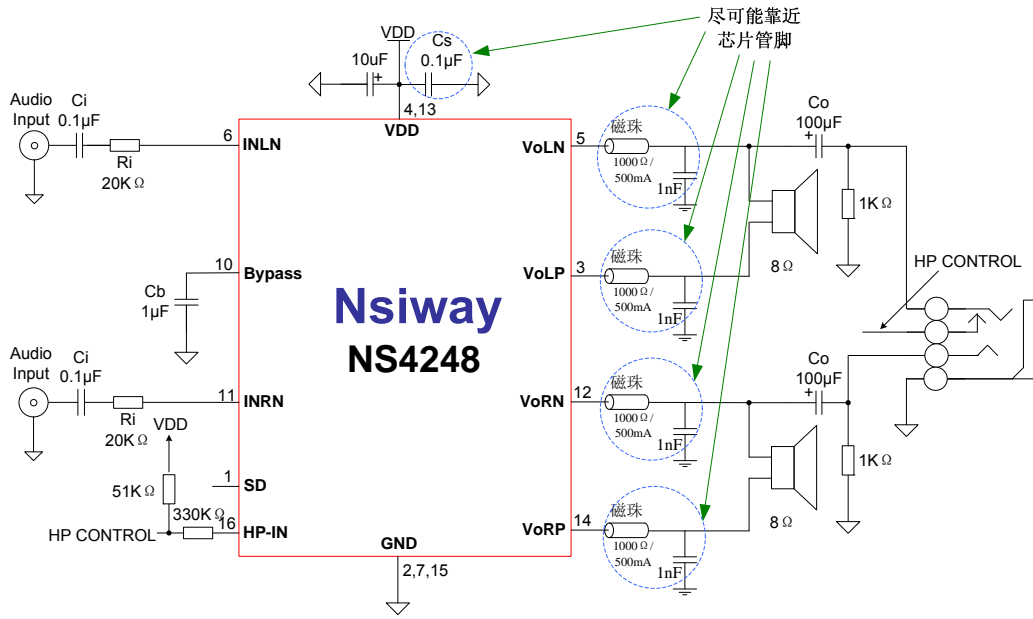 尽可能靠近
芯片管脚
VDD
Cs
10uF
+
0.1μF
4,13
VDD
Audio
Input
Ci
0.1μF
Ri
20KΩ
6
INLN
10
Bypass
Cb
1μF
Audio
Input
Ci
0.1μF
Ri
20KΩ
11
INRN
VDD
51KΩ
1
SD
330KΩ
HP CONTROL
16
HP-IN
Nsiway
NS4248
GND
2,7,15
VoLN
5
磁珠
1000Ω/
500mA
1nF
VoLP
3
磁珠
1000Ω/
500mA
1nF
VoRN
12
磁珠
1000Ω/
500mA
1nF
VoRP
14
磁珠
1000Ω/
500mA
1nF
Co
100μF
+
1KΩ
8Ω
HP CONTROL
Co
100μF
+
1KΩ
8Ω